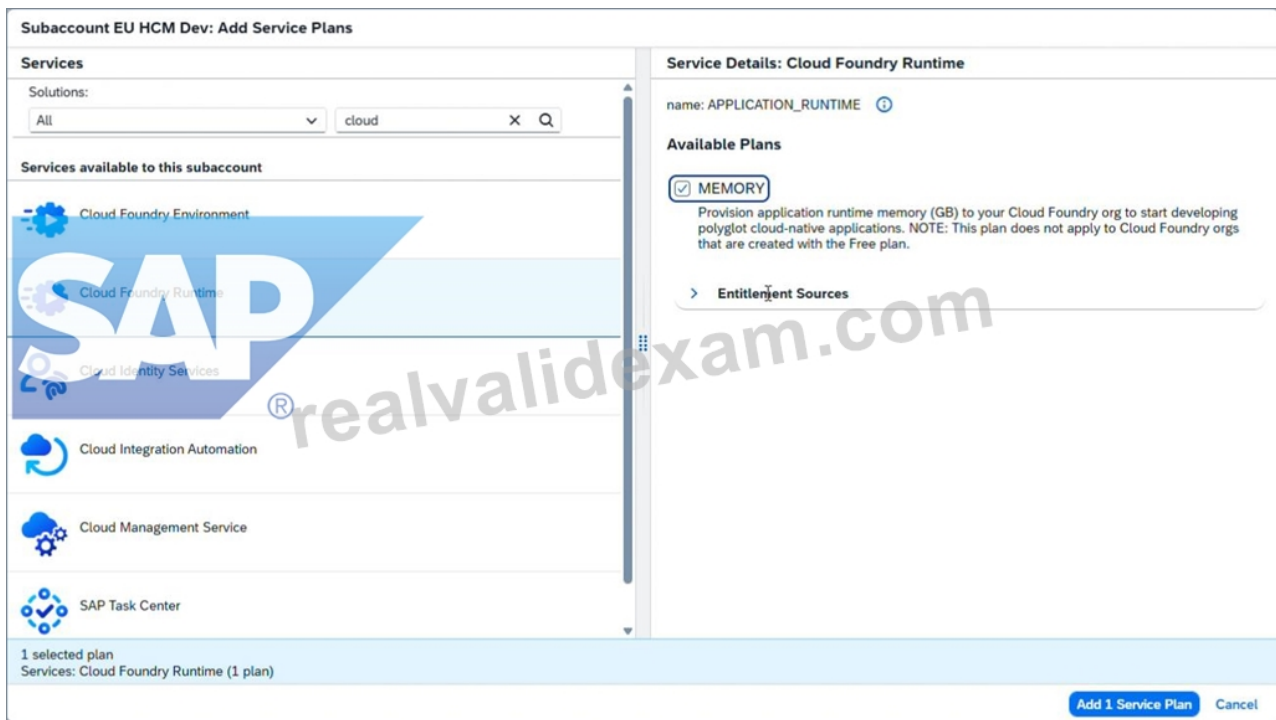 Subaccount EU HCM Dev: Add Service Plans
Services
Solutions:
All
cloud
Services available to this subaccount
Cloud Foundry Environment
Cloud Foundry Runtime
Cloud Identity Services
Cloud Integration Automation
Cloud Management Service
SAP Task Center
1 selected plan
Services: Cloud Foundry Runtime (1 plan)
Service Details: Cloud Foundry Runtime
name: APPLICATION_RUNTIME
Available Plans
MEMORY
Provision application runtime memory (GB) to your Cloud Foundry org to start developing
polyglot cloud-native applications. NOTE: This plan does not apply to Cloud Foundry orgs
that are created with the Free plan.
Entitlement Sources
Add 1 Service Plan
Cancel
SAP
®
realvalidexam.com